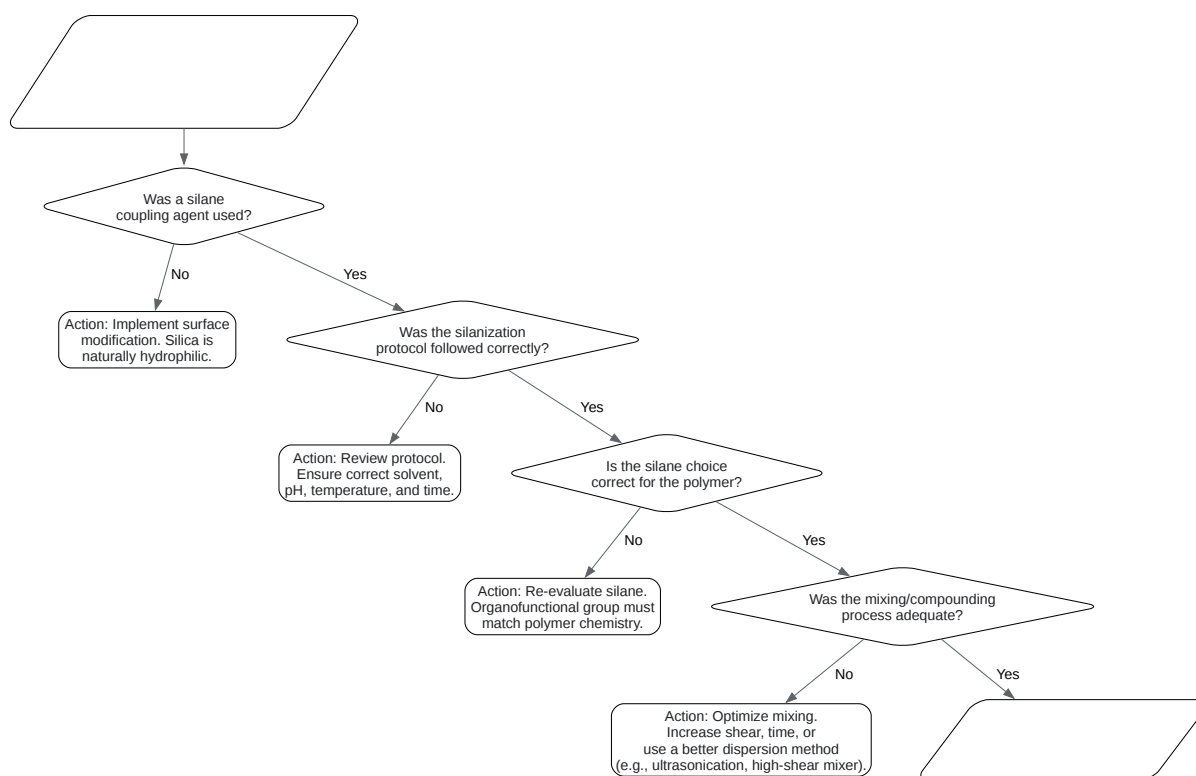 Was a silane
coupling agent used?
No
Yes
Action: Implement surface
modification. Silica is
naturally hydrophilic.
Was the silanization
protocol followed correctly?
No
Yes
Action: Review protocol.
Ensure correct solvent,
pH, temperature, and time.
Is the silane choice
correct for the polymer?
No
Yes
Action: Re-evaluate silane.
Organofunctional group must
match polymer chemistry.
Was the mixing/compounding
process adequate?
No
Yes
Action: Optimize mixing.
Increase shear, time, or
use a better dispersion method
(e.g., ultrasonication, high-shear mixer).